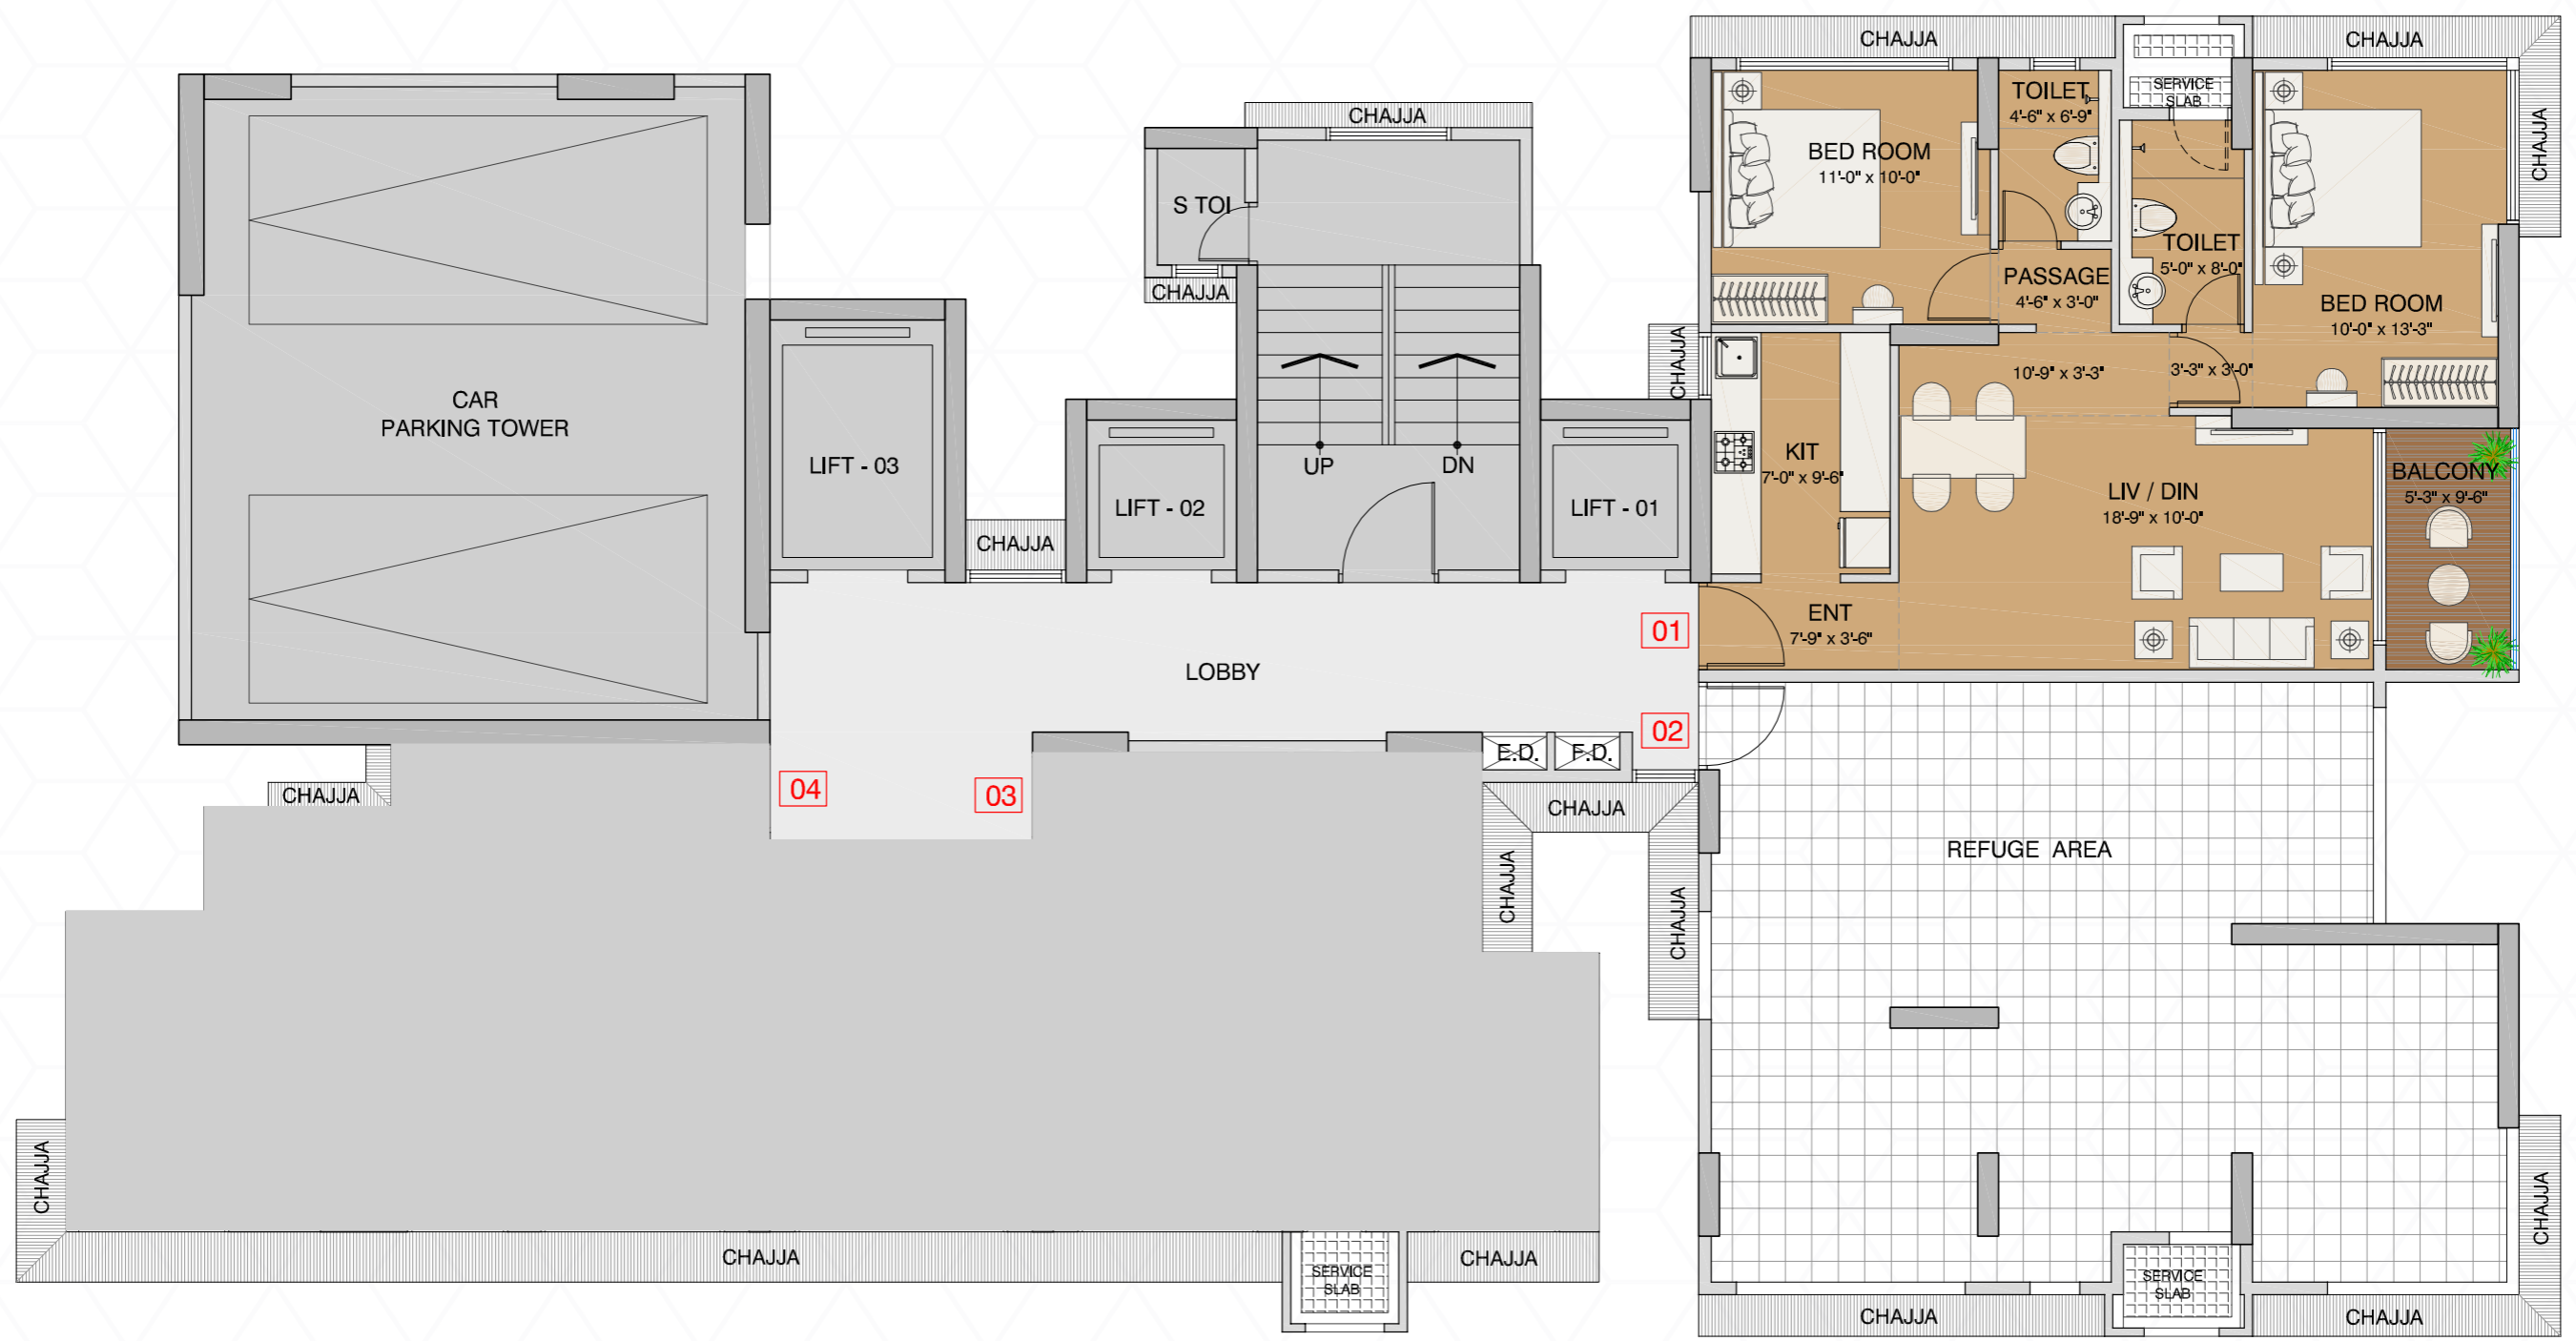 CHAJJA
CHAJJA
SERVICE
SLAB
CHAJJA
TOILET
4'-6" x 6'-9"
BED ROOM
11'-0" x 10'-0"
CHAJJA
S TOI
CHAJJA
TOILET
5'-0" x 8'-0"
PASSAGE
4'-6" x 3'-0"
BED ROOM
10'-0" x 13'-3"
CHAJJA
10'-9" x 3'-3"
3'-3" x 3'-0"
CAR
PARKING TOWER
LIFT - 03
LIFT - 02
UP
DN
LIFT - 01
KIT
7'-0" x 9'-6"
LIV / DIN
18'-9" x 10'-0"
BALCONY
5'-3" x 9'-6"
CHAJJA
ENT
7'-9" x 3'-6"
01
LOBBY
02
E.D.
F.D.
04
03
CHAJJA
CHAJJA
CHAJJA
CHAJJA
REFUGE AREA
CHAJJA
CHAJJA
CHAJJA
CHAJJA
SERVICE
SLAB
CHAJJA
SERVICE
SLAB
CHAJJA
CHAJJA